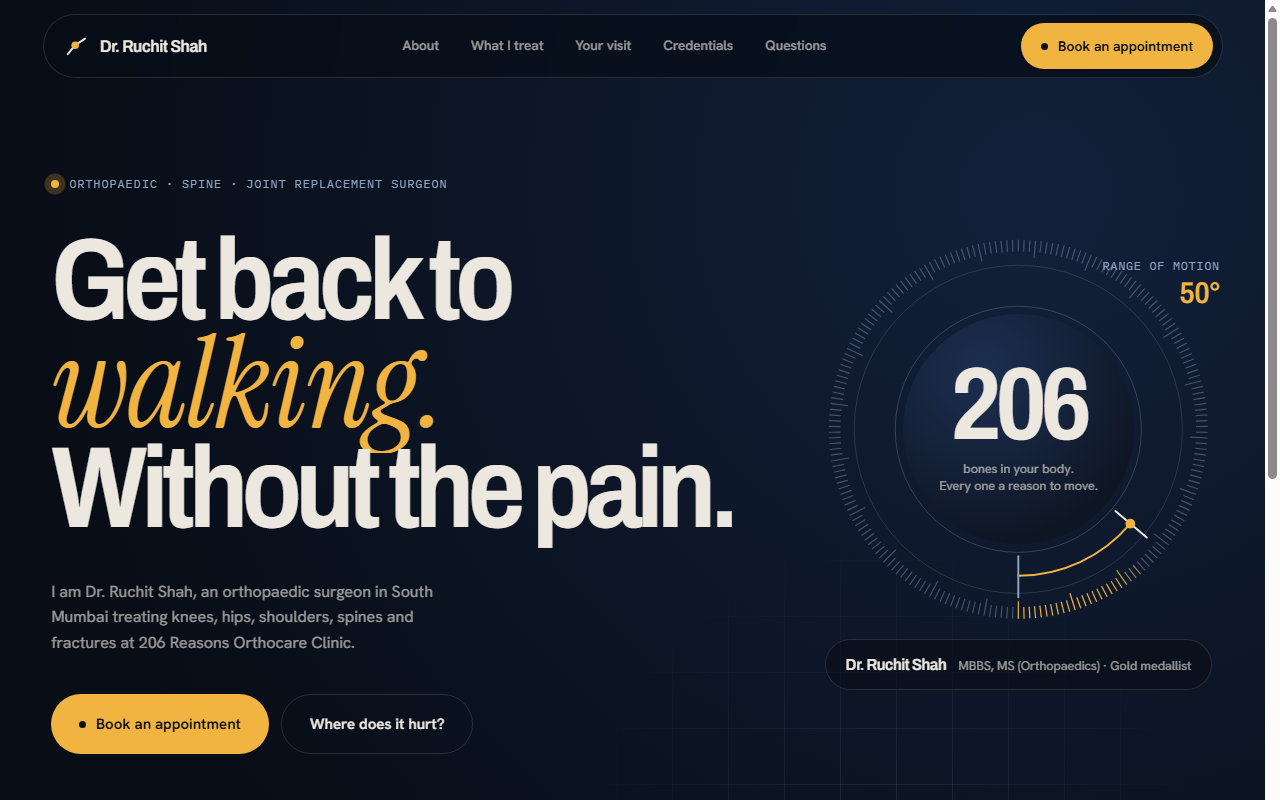 Dr. Ruchit Shah
About
What I treat
Your visit
Credentials
Questions
Book an appointment
ORTHOPAEDIC · SPINE · JOINT REPLACEMENT SURGEON
Get back to
walking.
Without the pain.
I am Dr. Ruchit Shah, an orthopaedic surgeon in South
Mumbai treating knees, hips, shoulders, spines and
fractures at 206 Reasons Orthocare Clinic.
Book an appointment
Where does it hurt?
RANGE OF MOTION
50°
206
bones in your body.
Every one a reason to move.
Dr. Ruchit Shah MBBS, MS (Orthopaedics) · Gold medallist